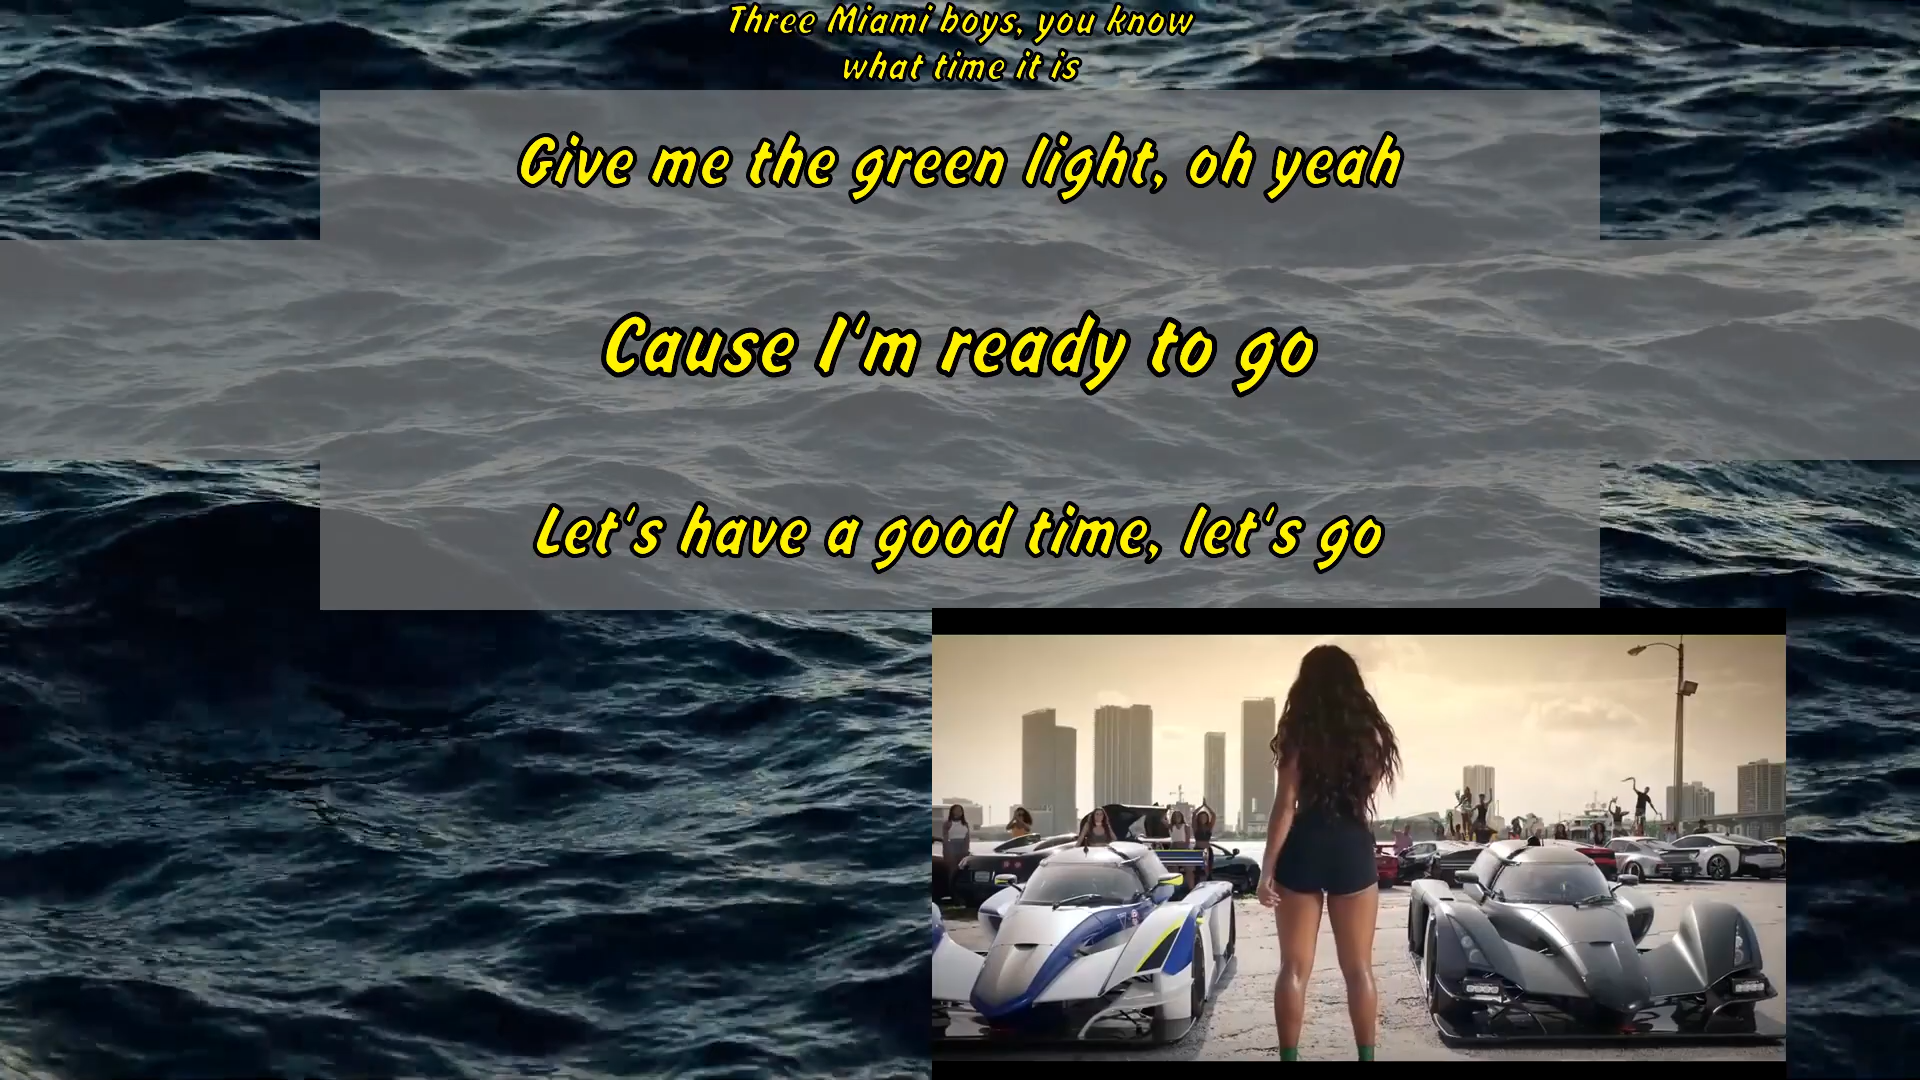 Three Miami boys, you know
what time it is
Give me the green light, oh yeah
Cause I'm ready to go
Let's have a good time, let's go